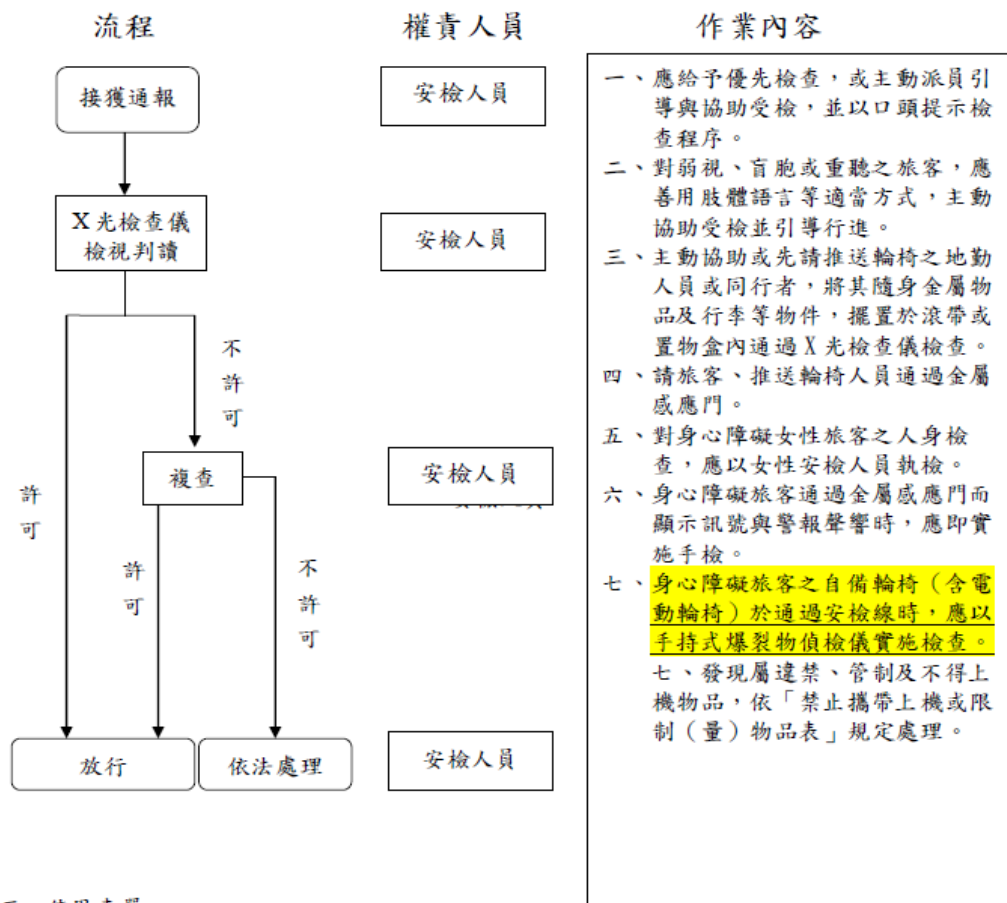 流程
權責人員
作業內容
接獲通報
安檢人員
X 光檢查儀
檢視判讀
安檢人員
不
許
可
複查
安檢人員
許
可
許
可
不
許
可
放行
依法處理
安檢人員
一、應給予優先檢查，或主動派員引
導與協助受檢，並以口頭提示檢
查程序。
二、對弱視、盲胞或重聽之旅客，應
善用肢體語言等適當方式，主動
協助受檢並引導行進。
三、主動協助或先請推送輪椅之地勤
人員或同行者，將其隨身金屬物
品及行李等物件，擺置於滾帶或
置物盒內通過 X 光檢查儀檢查。
四、請旅客、推送輪椅人員通過金屬
感應門。
五、對身心障礙女性旅客之人身檢
查，應以女性安檢人員執檢。
六、身心障礙旅客通過金屬感應門而
顯示訊號與警報聲響時，應即實
施手檢。
七、身心障礙旅客之自備輪椅（含電
動輪椅）於通過安檢線時，應以
手持式爆裂物偵檢儀實施檢查。
七、發現屬違禁、管制及不得上
機物品，依「禁止攜帶上機或限
制（量）物品表」規定處理。